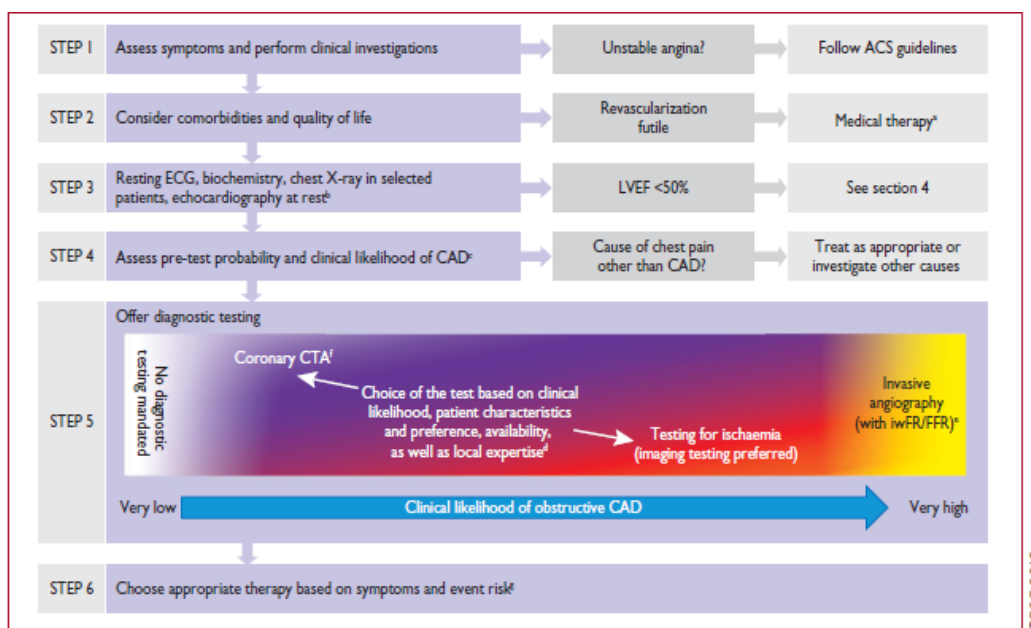 STEP 1
Assess symptoms and perform clinical investigations
Unstable angina?
Follow ACS guidelines
STEP 2
Consider comorbidities and quality of life
Revascularization
futile
Medical therapyᵃ
STEP 3
Resting ECG, biochemistry, chest X-ray in selected
patients, echocardiography at restᵇ
LVEF <50%
See section 4
STEP 4
Assess pre-test probability and clinical likelihood of CADᶜ
Cause of chest pain
other than CAD?
Treat as appropriate or
investigate other causes
STEP 5
Offer diagnostic testing
No diagnostic
testing mandated
Coronary CTAᶠ
Choice of the test based on clinical
likelihood, patient characteristics
and preference, availability,
as well as local expertiseᵈ
Testing for ischaemia
(imaging testing preferred)
Invasive
angiography
(with iwFR/FFR)ᵉ
Very low
Clinical likelihood of obstructive CAD
Very high
STEP 6
Choose appropriate therapy based on symptoms and event riskᵍ